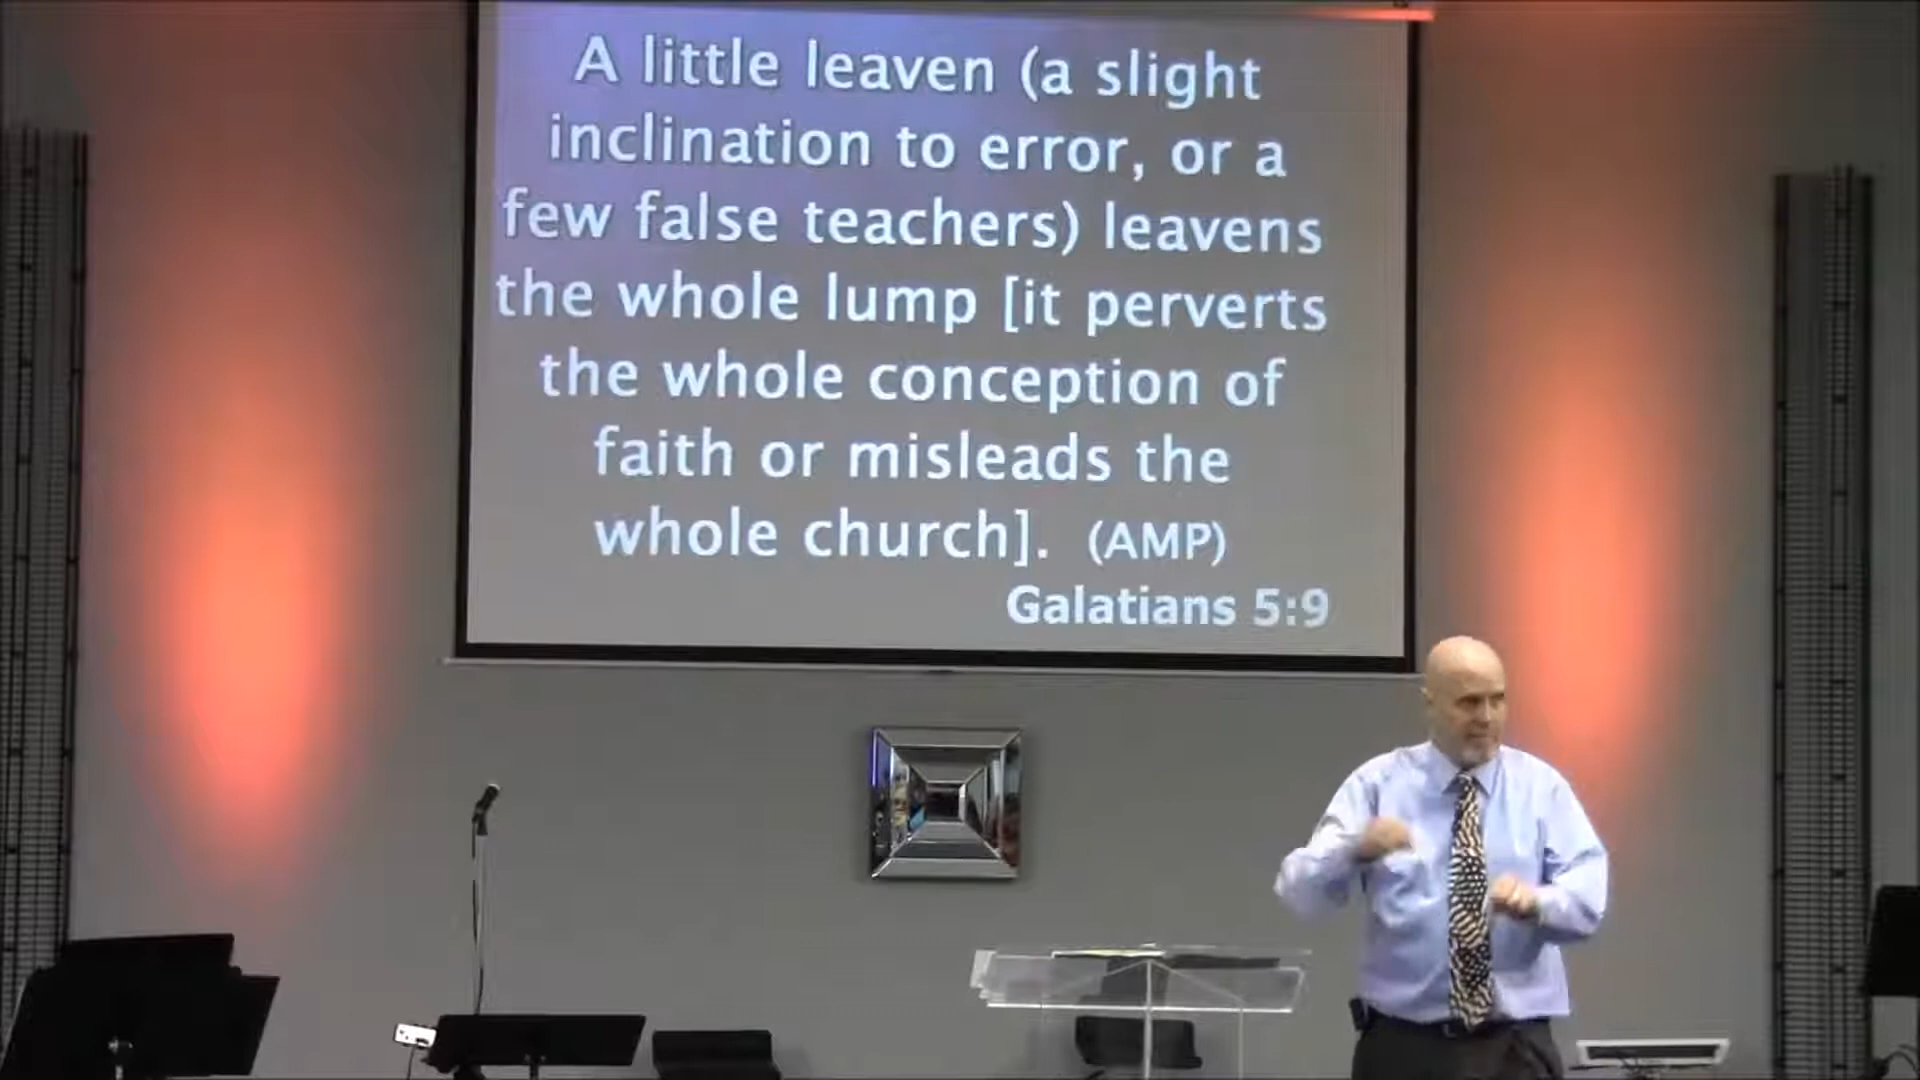 A little leaven (a slight
inclination to error, or a
few false teachers) leavens
the whole lump [it perverts
the whole conception of
faith or misleads the
whole church]. (AMP)
Galatians 5:9